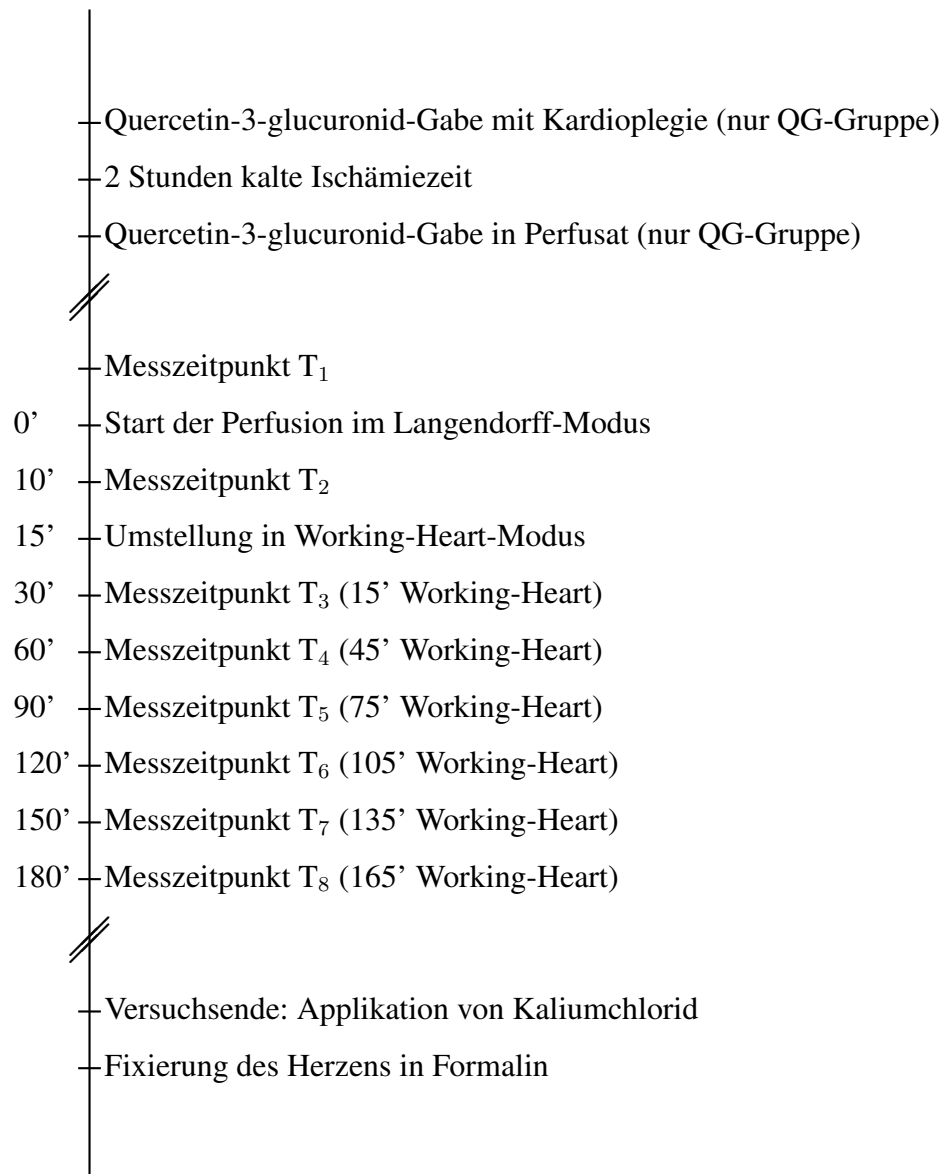 Quercetin-3-glucuronid-Gabe mit Kardioplegie (nur QG-Gruppe)
2 Stunden kalte Ischämiezeit
Quercetin-3-glucuronid-Gabe in Perfusat (nur QG-Gruppe)
Messzeitpunkt T₁
0’ Start der Perfusion im Langendorff-Modus
10’ Messzeitpunkt T₂
15’ Umstellung in Working-Heart-Modus
30’ Messzeitpunkt T₃ (15’ Working-Heart)
60’ Messzeitpunkt T₄ (45’ Working-Heart)
90’ Messzeitpunkt T₅ (75’ Working-Heart)
120’ Messzeitpunkt T₆ (105’ Working-Heart)
150’ Messzeitpunkt T₇ (135’ Working-Heart)
180’ Messzeitpunkt T₈ (165’ Working-Heart)
Versuchsende: Applikation von Kaliumchlorid
Fixierung des Herzens in Formalin